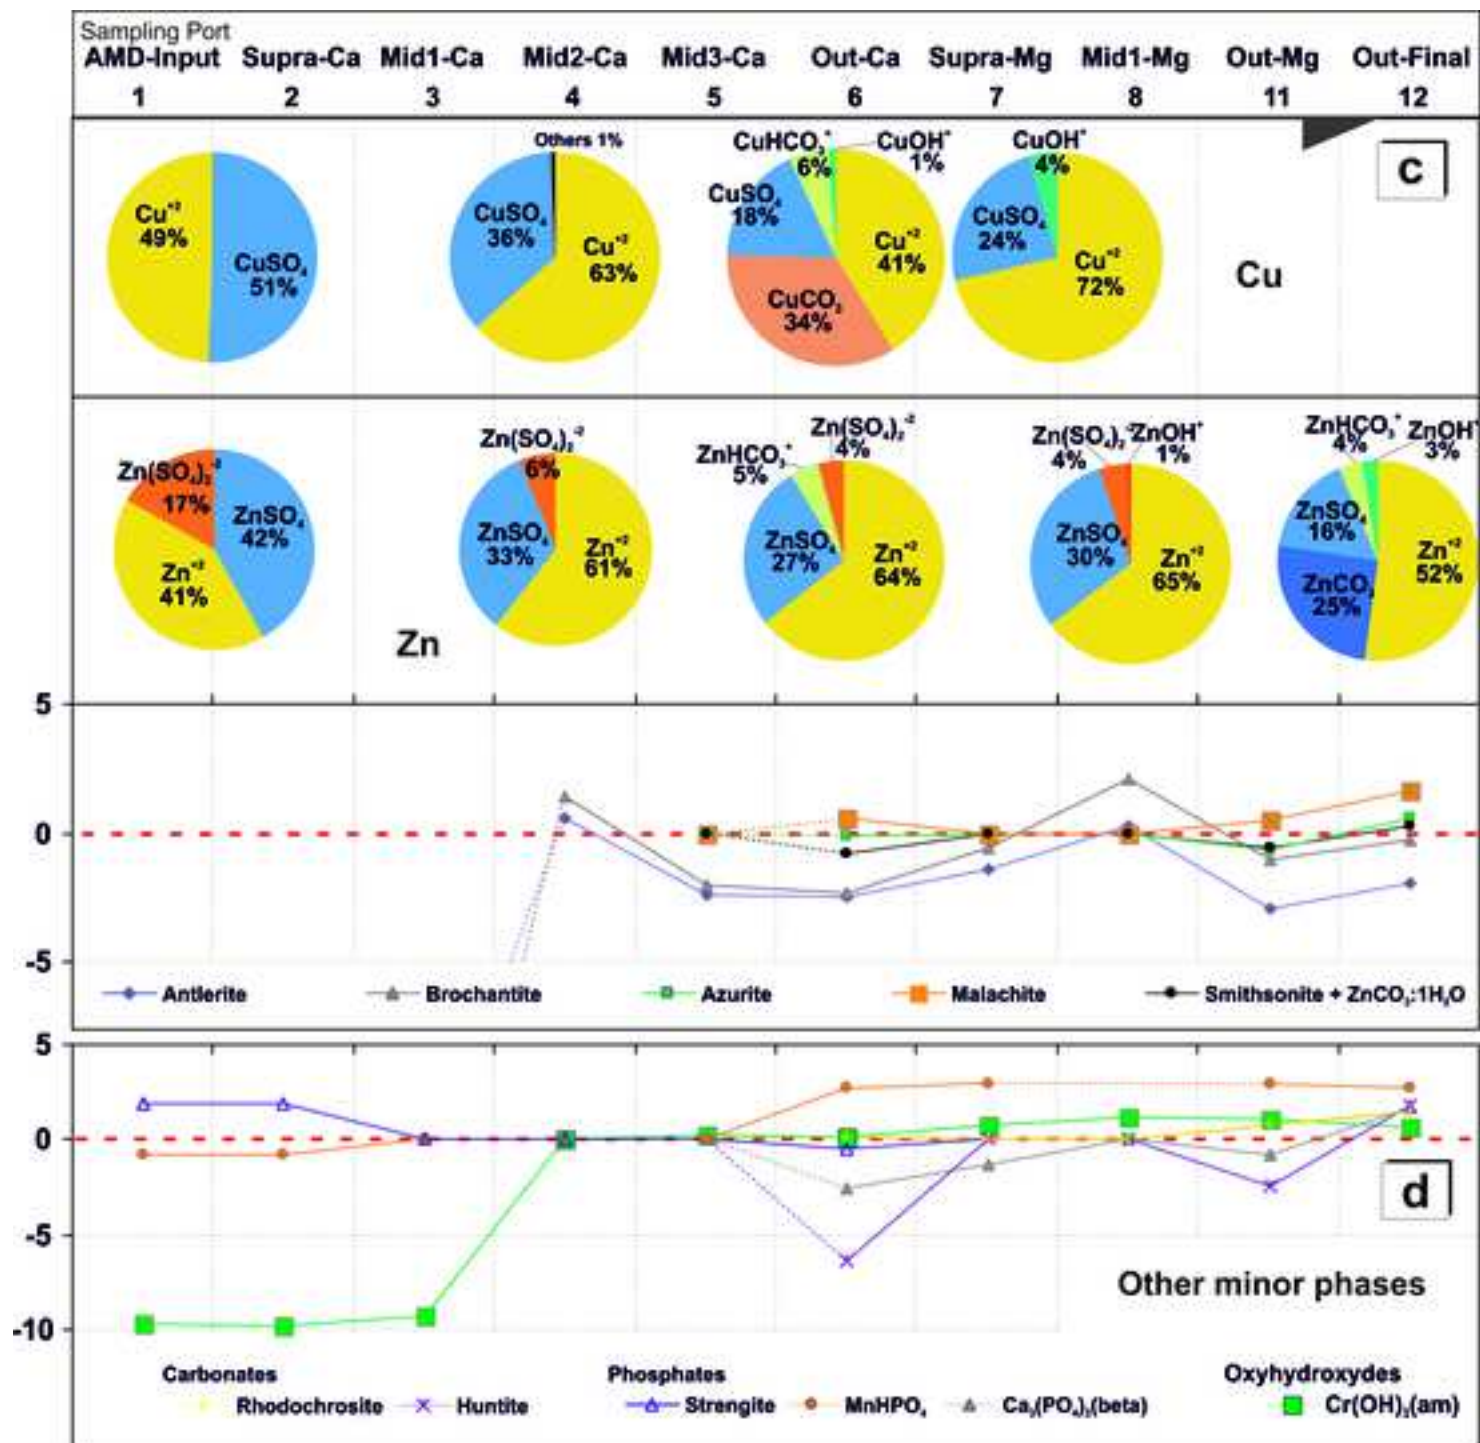 Sampling Port
AMD-Input Supra-Ca Mid1-Ca Mid2-Ca Mid3-Ca Out-Ca Supra-Mg Mid1-Mg Out-Mg Out-Final
1 2 3 4 5 6 7 8 11 12
c
Cu
Cu⁺²
49%
CuSO₄
51%
Others 1%
CuSO₄
36%
Cu⁺²
63%
CuHCO₃⁺
6%
CuOH⁺
1%
CuSO₄
18%
Cu⁺²
41%
CuCO₃
34%
CuOH⁺
4%
CuSO₄
24%
Cu⁺²
72%
Zn
Zn(SO₄)₂⁻²
17%
ZnSO₄
42%
Zn⁺²
41%
Zn(SO₄)₂⁻²
6%
ZnSO₄
33%
Zn⁺²
61%
ZnHCO₃⁺
5%
Zn(SO₄)₂⁻²
4%
ZnSO₄
27%
Zn⁺²
64%
Zn(SO₄)₂⁻²
4%
ZnOH⁺
1%
ZnSO₄
30%
Zn⁺²
65%
ZnHCO₃⁺
4%
ZnOH⁺
3%
ZnSO₄
16%
Zn⁺²
52%
ZnCO₃
25%
5
0
-5
Antlerite Brochantite Azurite Malachite Smithsonite + ZnCO₃:1H₂O
5
0
-5
-10
d
Other minor phases
Carbonates Phosphates Oxyhydroxydes
Rhodochrosite Huntite Strengite MnHPO₄ Ca₃(PO₄)₂(beta) Cr(OH)₃(am)